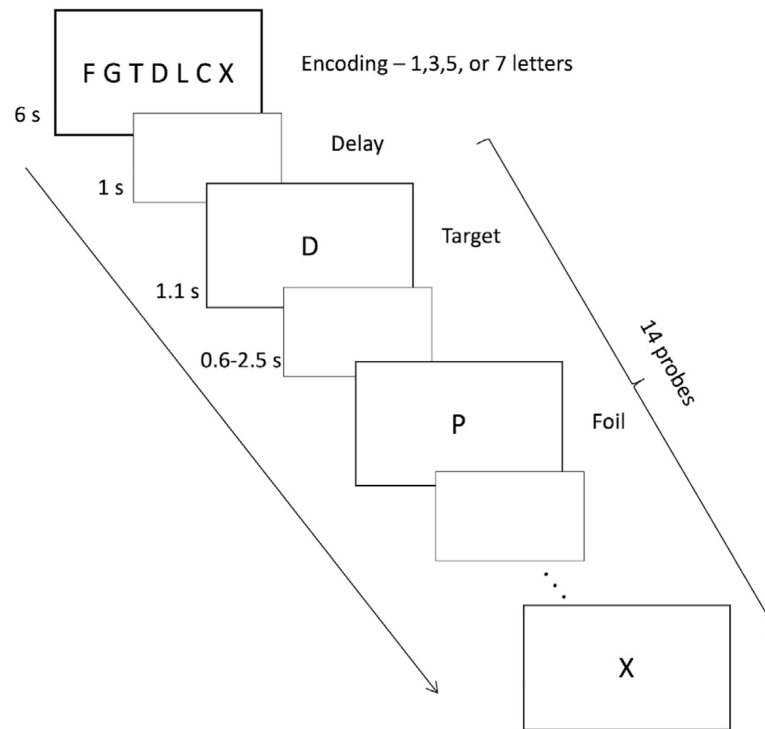 F G T D L C X
Encoding – 1,3,5, or 7 letters
6 s
Delay
1 s
D
Target
1.1 s
14 probes
0.6-2.5 s
P
Foil
X